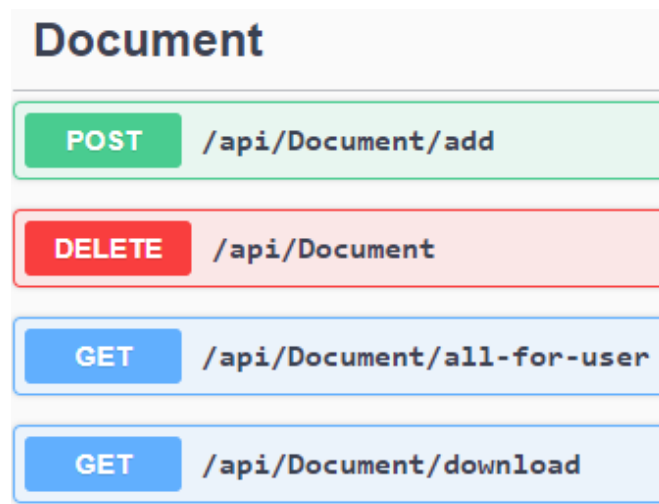 Document
POST /api/Document/add
DELETE /api/Document
GET /api/Document/all-for-user
GET /api/Document/download